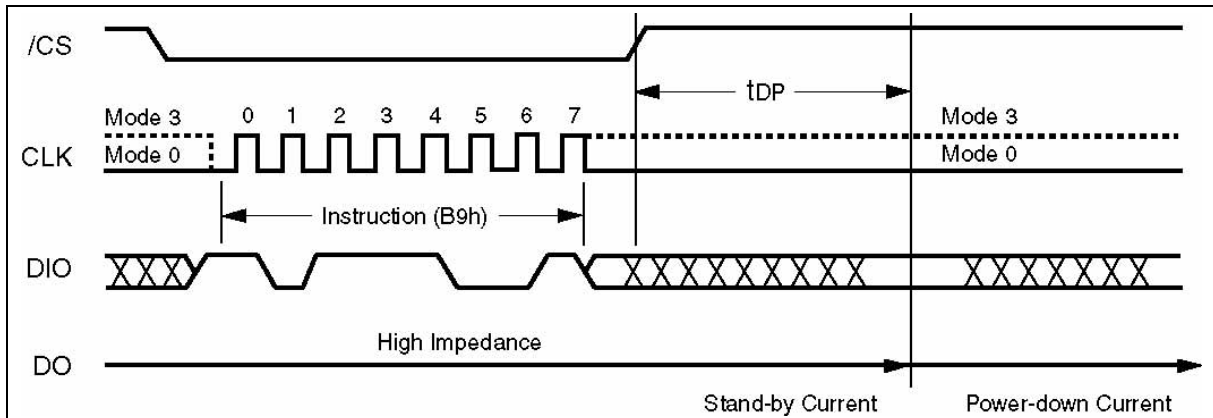 /CS
tDP
Mode 3
0 1 2 3 4 5 6 7
Mode 3
CLK
Mode 0
Mode 0
Instruction (B9h)
DIO
High Impedance
DO
Stand-by Current
Power-down Current